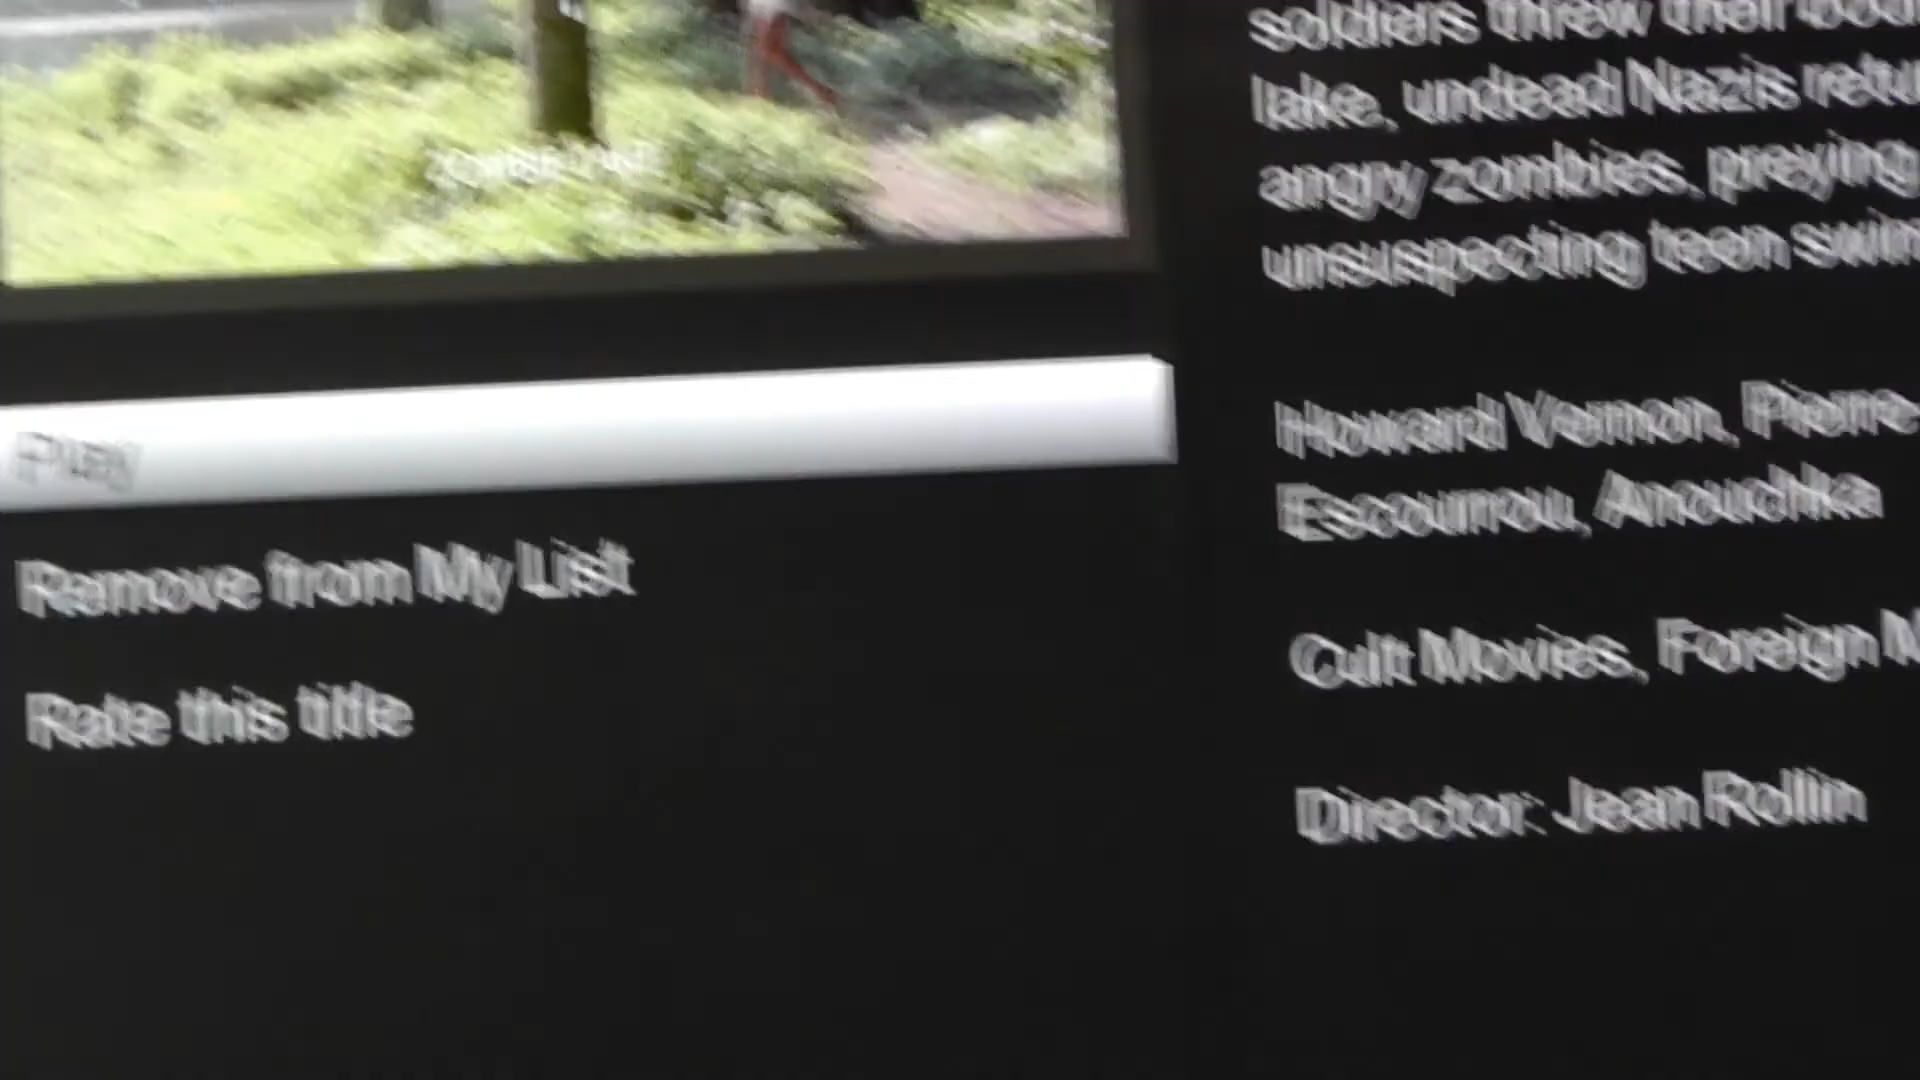 soldiers threw their
lake, undead Nazis
angry zombies, preying
unsuspecting teen
Play
Howard Vernon, Pierre
Escourrou, Anouchka
Remove from My List
Cult Movies, Foreign
Rate this title
Director: Jean Rollin